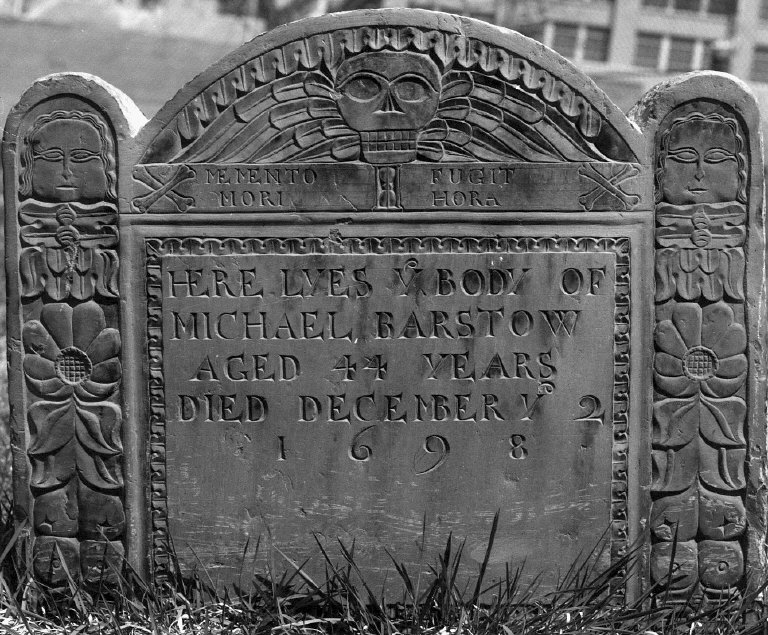 MEMENTO FUGIT
MORI HORA
HERE LYES Yᵉ BODY OF
MICHAEL BARSTOW
AGED 44 YEARS
DIED DECEMBER Yᵉ 2
1698